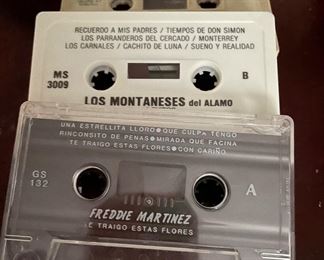 RECUERDO A MIS PADRES / TIEMPOS DE DON SIMON
LOS PARRANDEROS DEL CERCADO / MONTERREY
LOS CARNALES / CACHITO DE LUNA / SUENO Y REALIDAD
MS
3009
B
LOS MONTANESES del ALAMO
UNA ESTRELLITA LLORO • QUE CULPA TENGO
RINCONSITO DE PENAS • MIRADA QUE FACINA
TE TRAIGO ESTAS FLORES • CON CARIÑO
GS
132
A
FREDDIE MARTINEZ
TE TRAIGO ESTAS FLORES